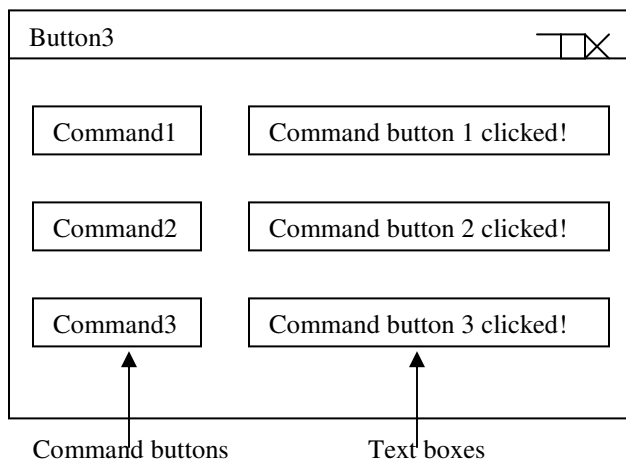 Button3
Command1 Command button 1 clicked!
Command2 Command button 2 clicked!
Command3 Command button 3 clicked!
Command buttons Text boxes